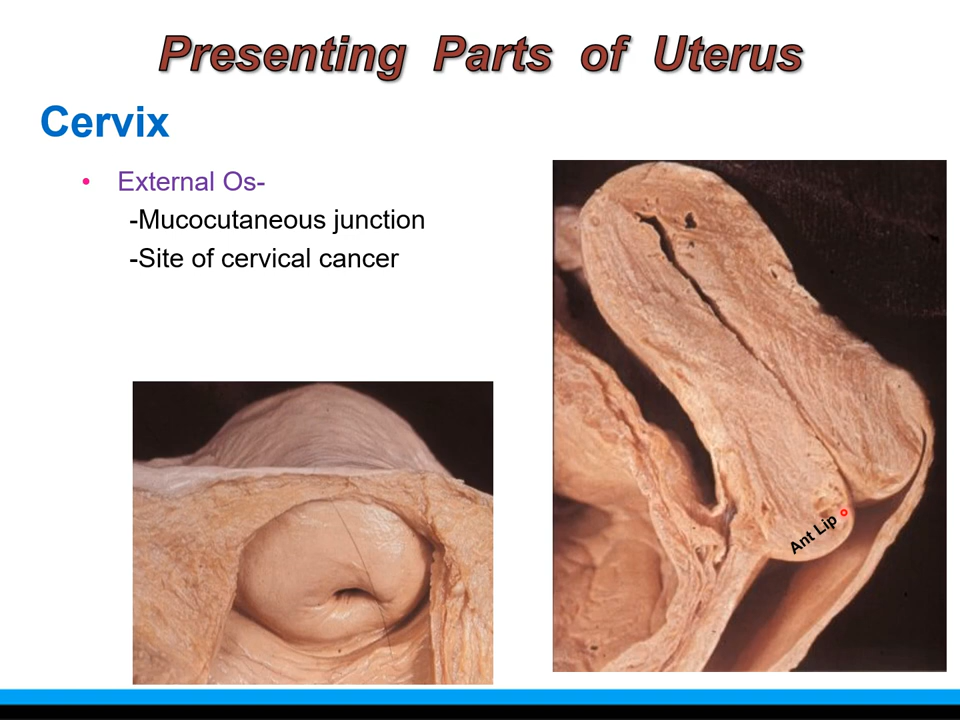 Presenting Parts of Uterus
Cervix
• External Os-
-Mucocutaneous junction
-Site of cervical cancer
Ant Lip